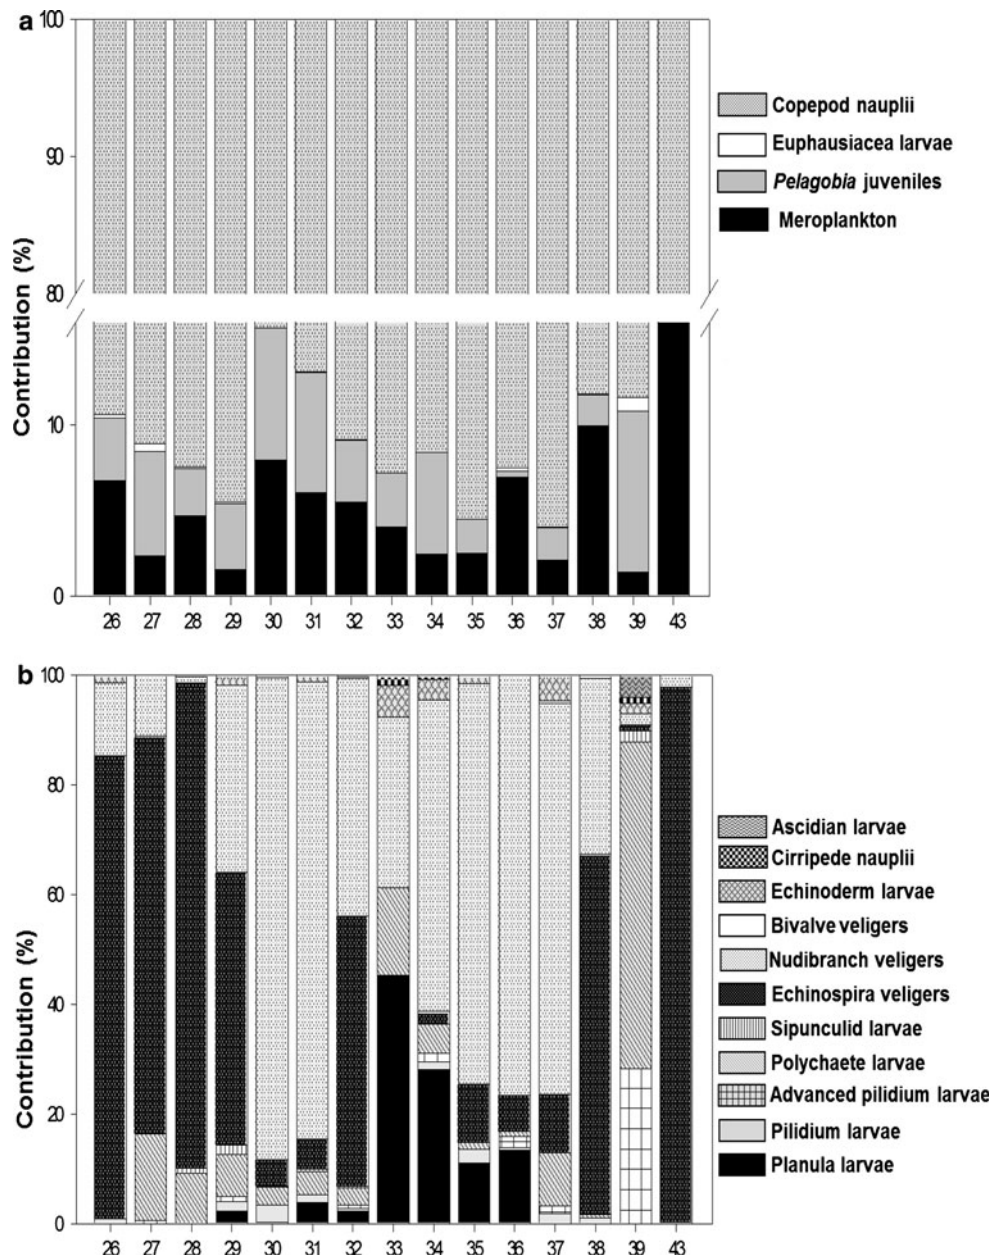 a
100
90
80
10
0
Contribution (%)
Copepod nauplii
Euphausiacea larvae
Pelagobia juveniles
Meroplankton
26 27 28 29 30 31 32 33 34 35 36 37 38 39 43
b
100
80
60
40
20
0
Contribution (%)
Ascidian larvae
Cirripede nauplii
Echinoderm larvae
Bivalve veligers
Nudibranch veligers
Echinospira veligers
Sipunculid larvae
Polychaete larvae
Advanced pilidium larvae
Pilidium larvae
Planula larvae
26 27 28 29 30 31 32 33 34 35 36 37 38 39 43